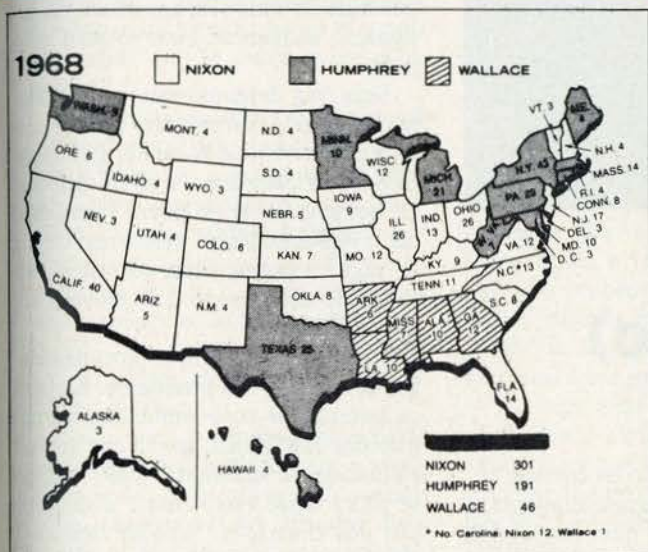 1968
NIXON
HUMPHREY
WALLACE
WASH. 9
ORE. 6
CALIF. 40
NEV. 3
IDAHO 4
MONT. 4
WYO. 3
UTAH 4
COLO. 6
ARIZ.
5
N.M. 4
N.D. 4
S.D. 4
NEBR. 5
KAN. 7
OKLA. 8
TEXAS 25
MINN.
10
IOWA
9
MO. 12
ARK.
6
LA. 10
WISC.
12
ILL.
26
MICH.
21
IND.
13
OHIO
26
KY. 9
TENN. 11
MISS.
7
ALA.
10
GA.
12
FLA.
14
S.C. 8
N.C.*13
VA. 12
W. VA.
PA. 29
N.Y. 43
VT. 3
ME.
4
N.H. 4
MASS. 14
R.I. 4
CONN. 8
N.J. 17
DEL. 3
MD. 10
D.C. 3
ALASKA
3
HAWAII 4
NIXON 301
HUMPHREY 191
WALLACE 46
* No. Carolina: Nixon 12, Wallace 1